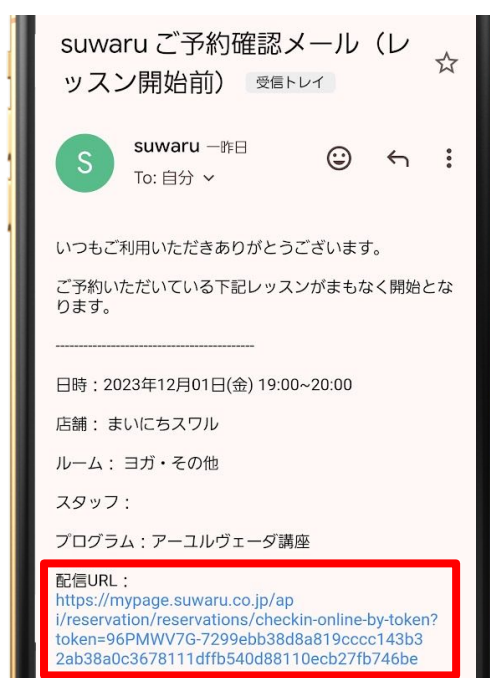 suwaru ご予約確認メール（レ
ッスン開始前） 受信トレイ
S
suwaru 一昨日
To: 自分
いつもご利用いただきありがとうございます。
ご予約いただいている下記レッスンがまもなく開始とな
ります。
-------------------------------------------
日時：2023年12月01日(金) 19:00~20:00
店舗： まいにちスワル
ルーム： ヨガ・その他
スタッフ：
プログラム：アーユルヴェーダ講座
配信URL：
https://mypage.suwaru.co.jp/ap
i/reservation/reservations/checkin-online-by-token?
token=96PMWV7G-7299ebb38d8a819cccc143b3
2ab38a0c3678111dffb540d88110ecb27fb746be